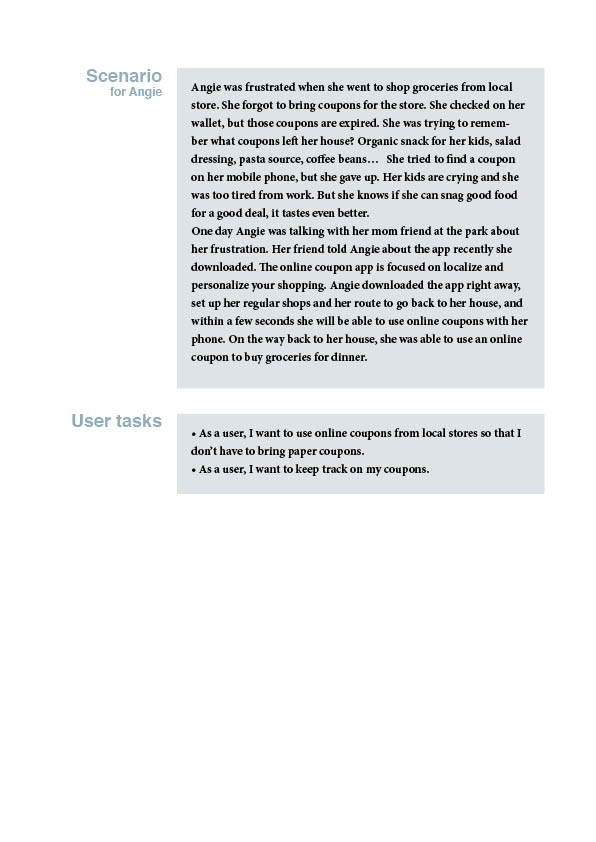 Scenario
for Angie
Angie was frustrated when she went to shop groceries from local
store. She forgot to bring coupons for the store. She checked on her
wallet, but those coupons are expired. She was trying to remem-
ber what coupons left her house? Organic snack for her kids, salad
dressing, pasta source, coffee beans… She tried to find a coupon
on her mobile phone, but she gave up. Her kids are crying and she
was too tired from work. But she knows if she can snag good food
for a good deal, it tastes even better.
One day Angie was talking with her mom friend at the park about
her frustration. Her friend told Angie about the app recently she
downloaded. The online coupon app is focused on localize and
personalize your shopping. Angie downloaded the app right away,
set up her regular shops and her route to go back to her house, and
within a few seconds she will be able to use online coupons with her
phone. On the way back to her house, she was able to use an online
coupon to buy groceries for dinner.
User tasks
• As a user, I want to use online coupons from local stores so that I
don't have to bring paper coupons.
• As a user, I want to keep track on my coupons.